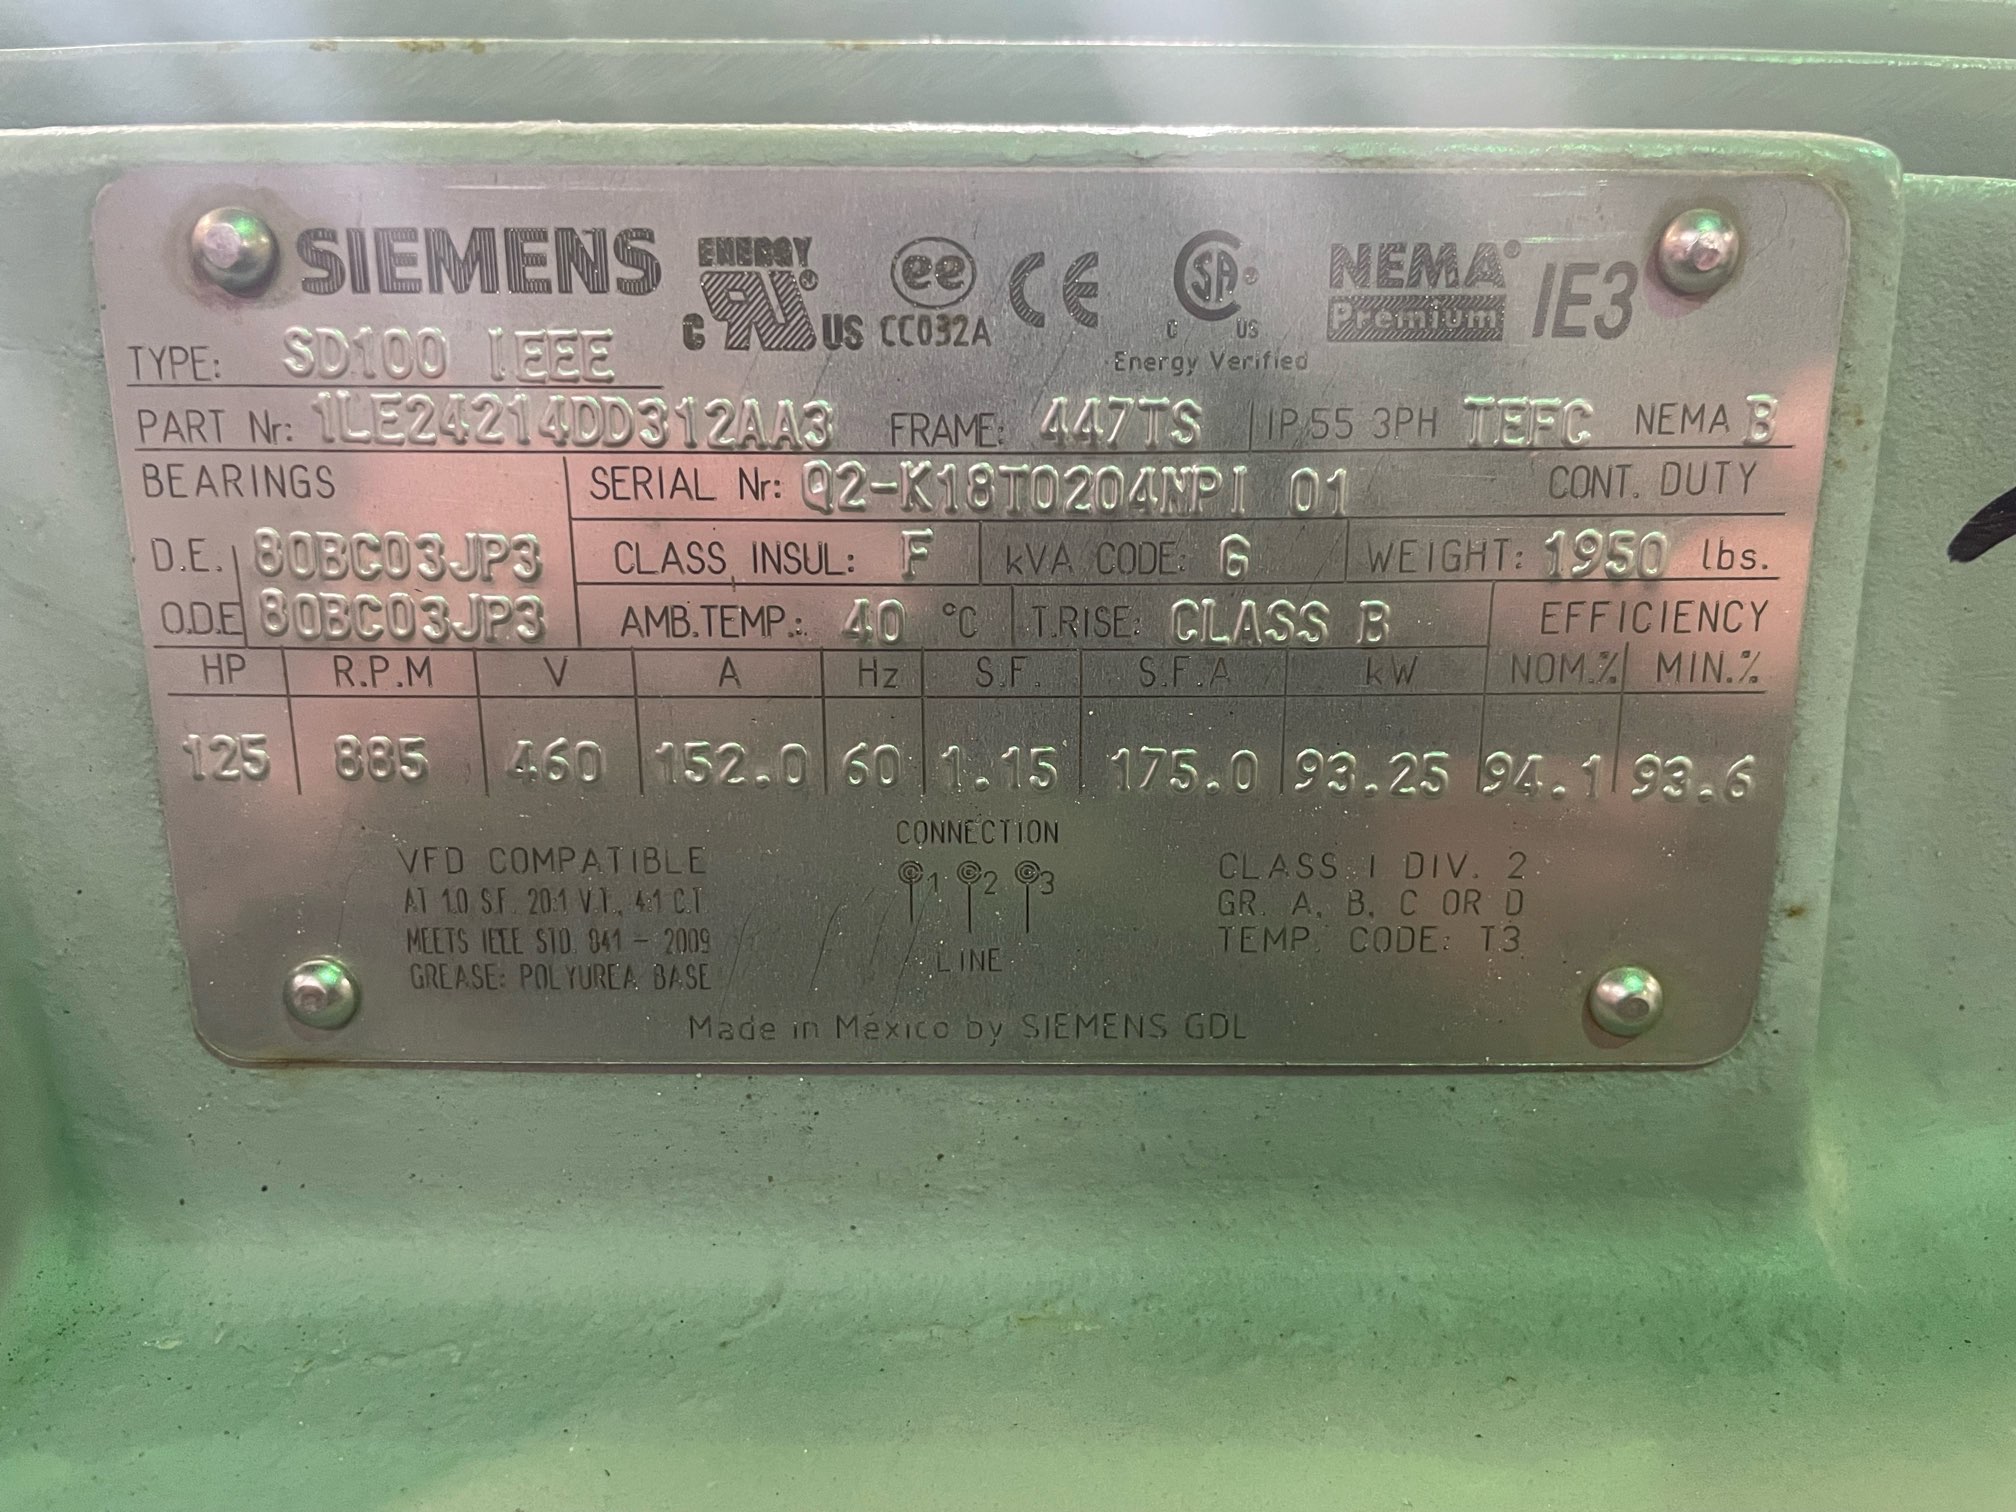 SIEMENS ENERGY C UR® US ee CC032A CE C SA® US Energy Verified NEMA® Premium IE3
TYPE: SD100 IEEE
PART Nr: 1LE24214DD312AA3 FRAME: 447TS IP 55 3PH TEFC NEMA B
BEARINGS SERIAL Nr: Q2-K18T0204NPI 01 CONT. DUTY
D.E. 80BC03JP3 CLASS INSUL: F kVA CODE: G WEIGHT: 1950 lbs.
O.D.E 80BC03JP3 AMB.TEMP.: 40 °C T.RISE: CLASS B EFFICIENCY
HP R.P.M V A Hz S.F. S.F.A kW NOM.% MIN.%
125 885 460 152.0 60 1.15 175.0 93.25 94.1 93.6
VFD COMPATIBLE
AT 1.0 S.F. 20:1 V.T., 4:1 C.T.
MEETS IEEE STD. 841 - 2009
GREASE: POLYUREA BASE
CONNECTION
1 2 3
LINE
CLASS I DIV. 2
GR. A, B, C OR D
TEMP. CODE: T3
Made in México by SIEMENS GDL